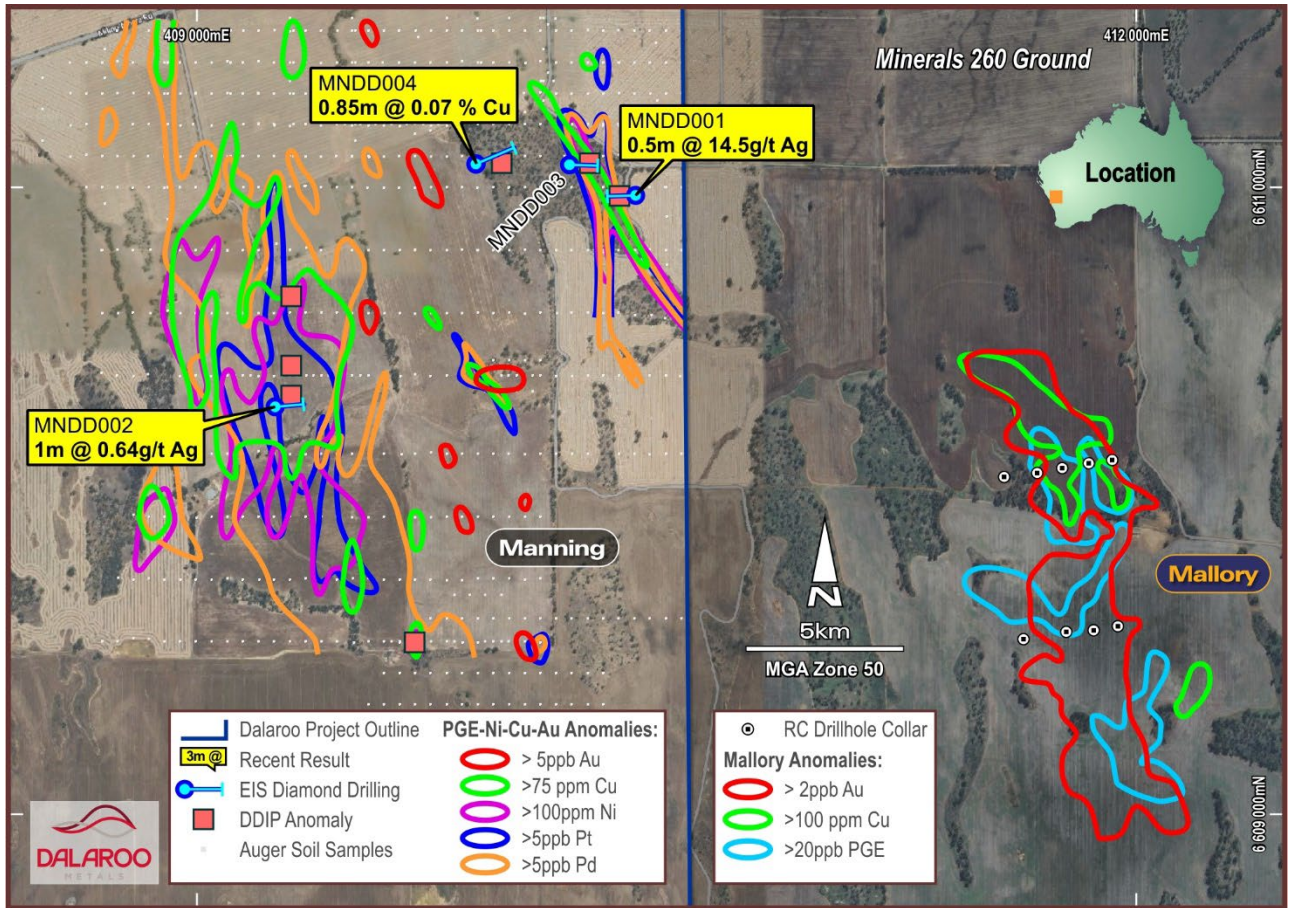 409 000mE
412 000mE
Minerals 260 Ground
MNDD004
0.85m @ 0.07 % Cu
MNDD001
0.5m @ 14.5g/t Ag
Location
6 611 000mN
MNDD003
MNDD002
1m @ 0.64g/t Ag
Manning
Mallory
N
5km
MGA Zone 50
Dalaroo Project Outline
3m @
Recent Result
EIS Diamond Drilling
DDIP Anomaly
Auger Soil Samples
PGE-Ni-Cu-Au Anomalies:
> 5ppb Au
>75 ppm Cu
>100ppm Ni
>5ppb Pt
>5ppb Pd
RC Drillhole Collar
Mallory Anomalies:
> 2ppb Au
>100 ppm Cu
>20ppb PGE
6 609 000mN
DALAROO
METALS